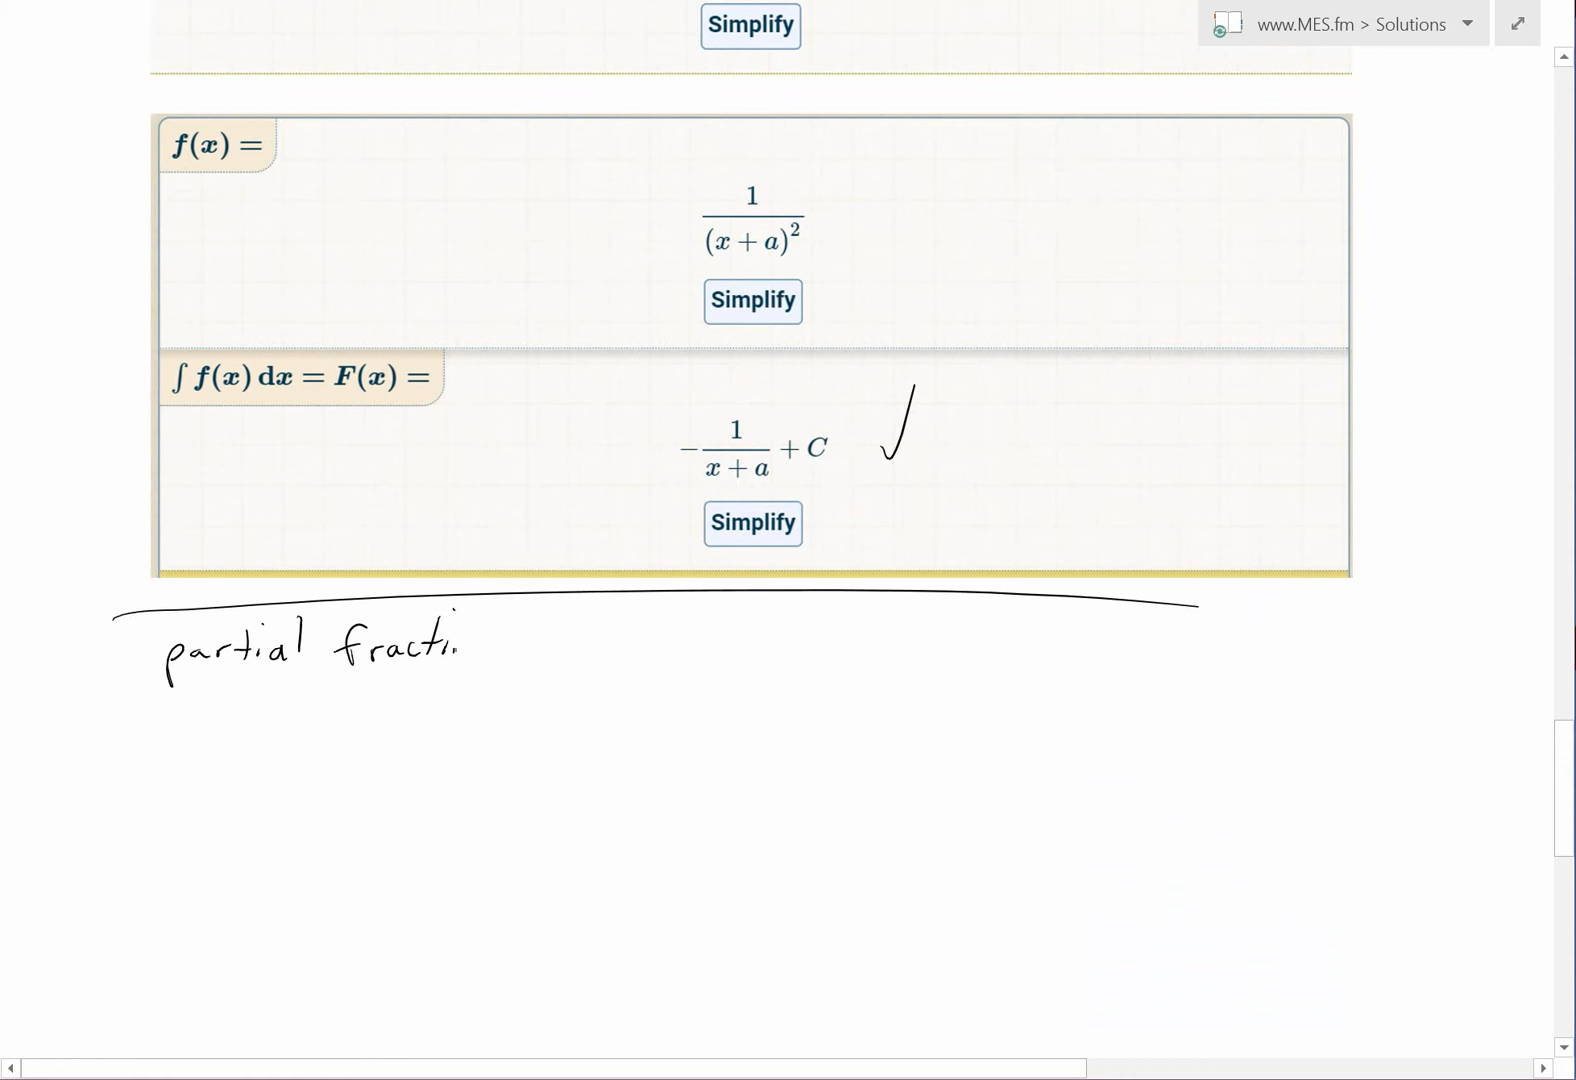 Simplify
www.MES.fm > Solutions
f(x) =
1
(x + a)²
Simplify
∫ f(x) dx = F(x) =
− 1 / (x + a) + C
Simplify
partial fracti